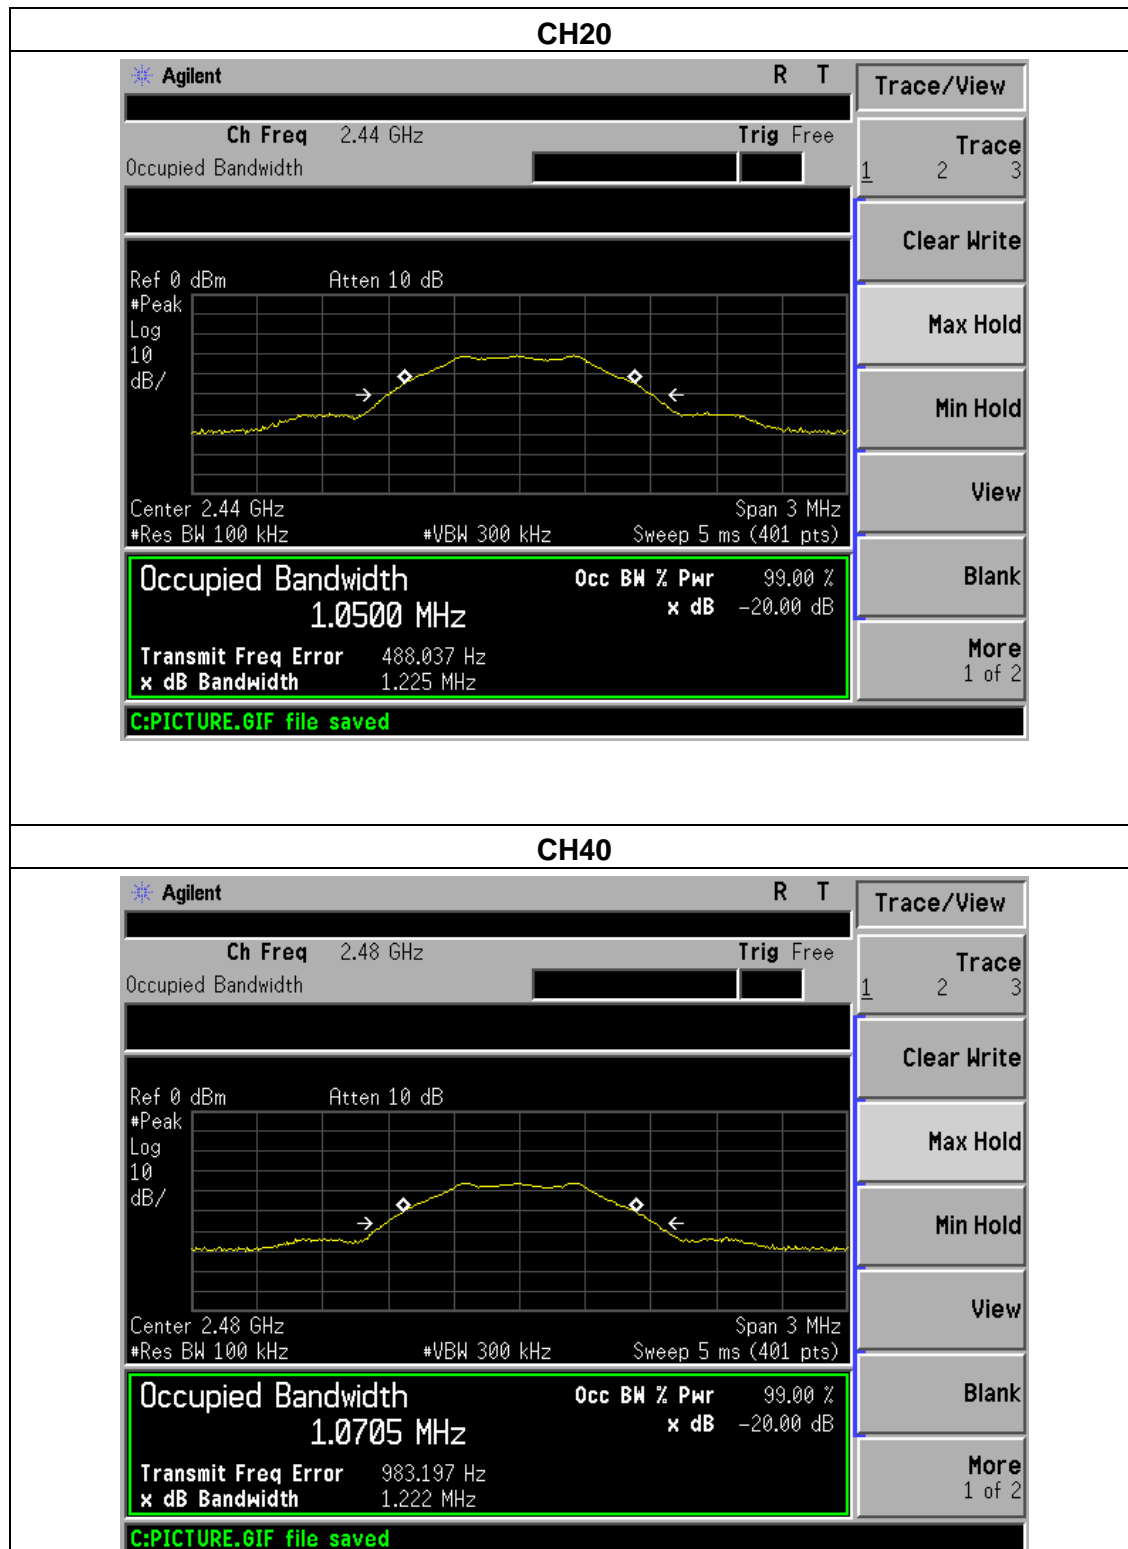 CH20
Agilent R T Trace/View
Ch Freq 2.44 GHz Trig Free
Occupied Bandwidth
Trace
1 2 3
Clear Write
Ref 0 dBm Atten 10 dB
#Peak
Log
10
dB/
Max Hold
Min Hold
View
Center 2.44 GHz Span 3 MHz
#Res BW 100 kHz #VBW 300 kHz Sweep 5 ms (401 pts)
Occupied Bandwidth Occ BW % Pwr 99.00 %
1.0500 MHz x dB -20.00 dB
Blank
Transmit Freq Error 488.037 Hz
x dB Bandwidth 1.225 MHz
More
1 of 2
C:PICTURE.GIF file saved
CH40
Agilent R T Trace/View
Ch Freq 2.48 GHz Trig Free
Occupied Bandwidth
Trace
1 2 3
Clear Write
Ref 0 dBm Atten 10 dB
#Peak
Log
10
dB/
Max Hold
Min Hold
View
Center 2.48 GHz Span 3 MHz
#Res BW 100 kHz #VBW 300 kHz Sweep 5 ms (401 pts)
Occupied Bandwidth Occ BW % Pwr 99.00 %
1.0705 MHz x dB -20.00 dB
Blank
Transmit Freq Error 983.197 Hz
x dB Bandwidth 1.222 MHz
More
1 of 2
C:PICTURE.GIF file saved